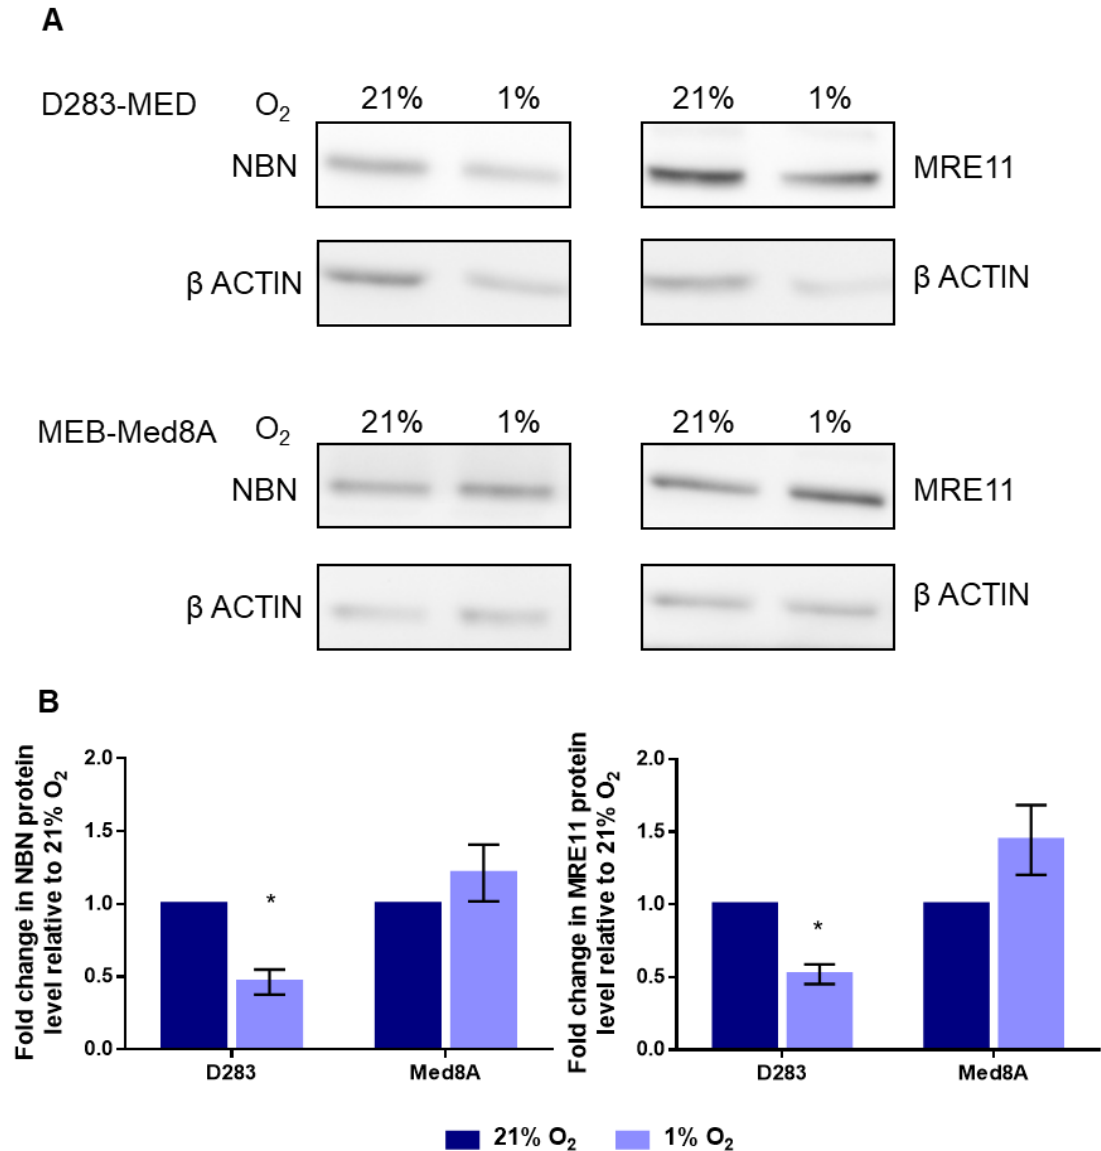 A
D283-MED O₂ 21% 1% 21% 1%
NBN MRE11
β ACTIN β ACTIN
MEB-Med8A O₂ 21% 1% 21% 1%
NBN MRE11
β ACTIN β ACTIN
B
Fold change in NBN protein
level relative to 21% O₂
2.0
1.5
1.0
0.5
0.0
*
D283 Med8A
Fold change in MRE11 protein
level relative to 21% O₂
2.0
1.5
1.0
0.5
0.0
*
D283 Med8A
21% O₂ 1% O₂